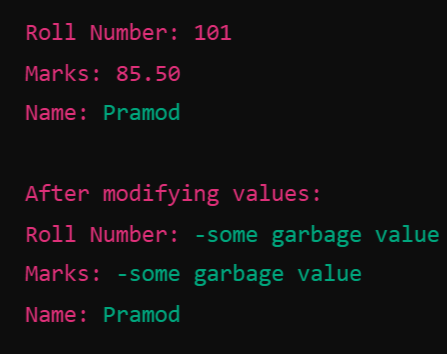 Roll Number: 101
Marks: 85.50
Name: Pramod
After modifying values:
Roll Number: -some garbage value
Marks: -some garbage value
Name: Pramod